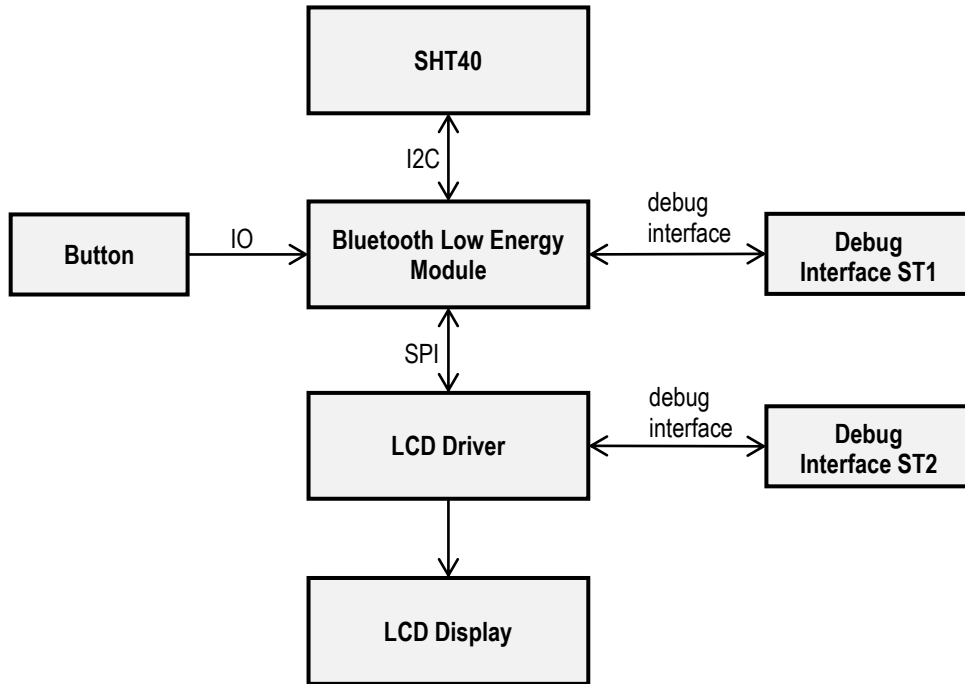 SHT40
I2C
Button
IO
Bluetooth Low Energy
Module
debug
interface
Debug
Interface ST1
SPI
LCD Driver
debug
interface
Debug
Interface ST2
LCD Display